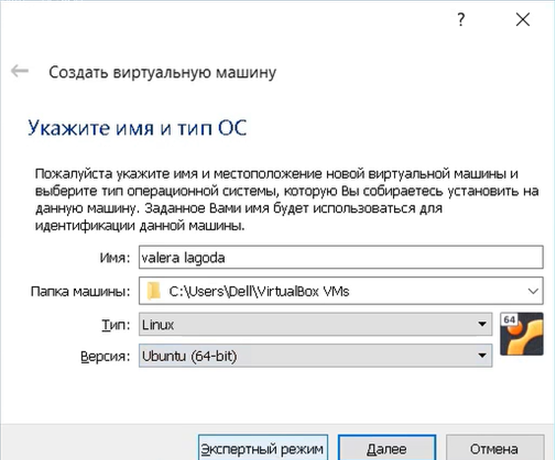 ?
Создать виртуальную машину
Укажите имя и тип ОС
Пожалуйста укажите имя и местоположение новой виртуальной машины и
выберите тип операционной системы, которую Вы собираетесь установить на
данную машину. Заданное Вами имя будет использоваться для
идентификации данной машины.
Имя: valera lagoda
Папка машины: C:\Users\Dell\VirtualBox VMs
Тип: Linux 64
Версия: Ubuntu (64-bit)
Экспертный режим Далее Отмена